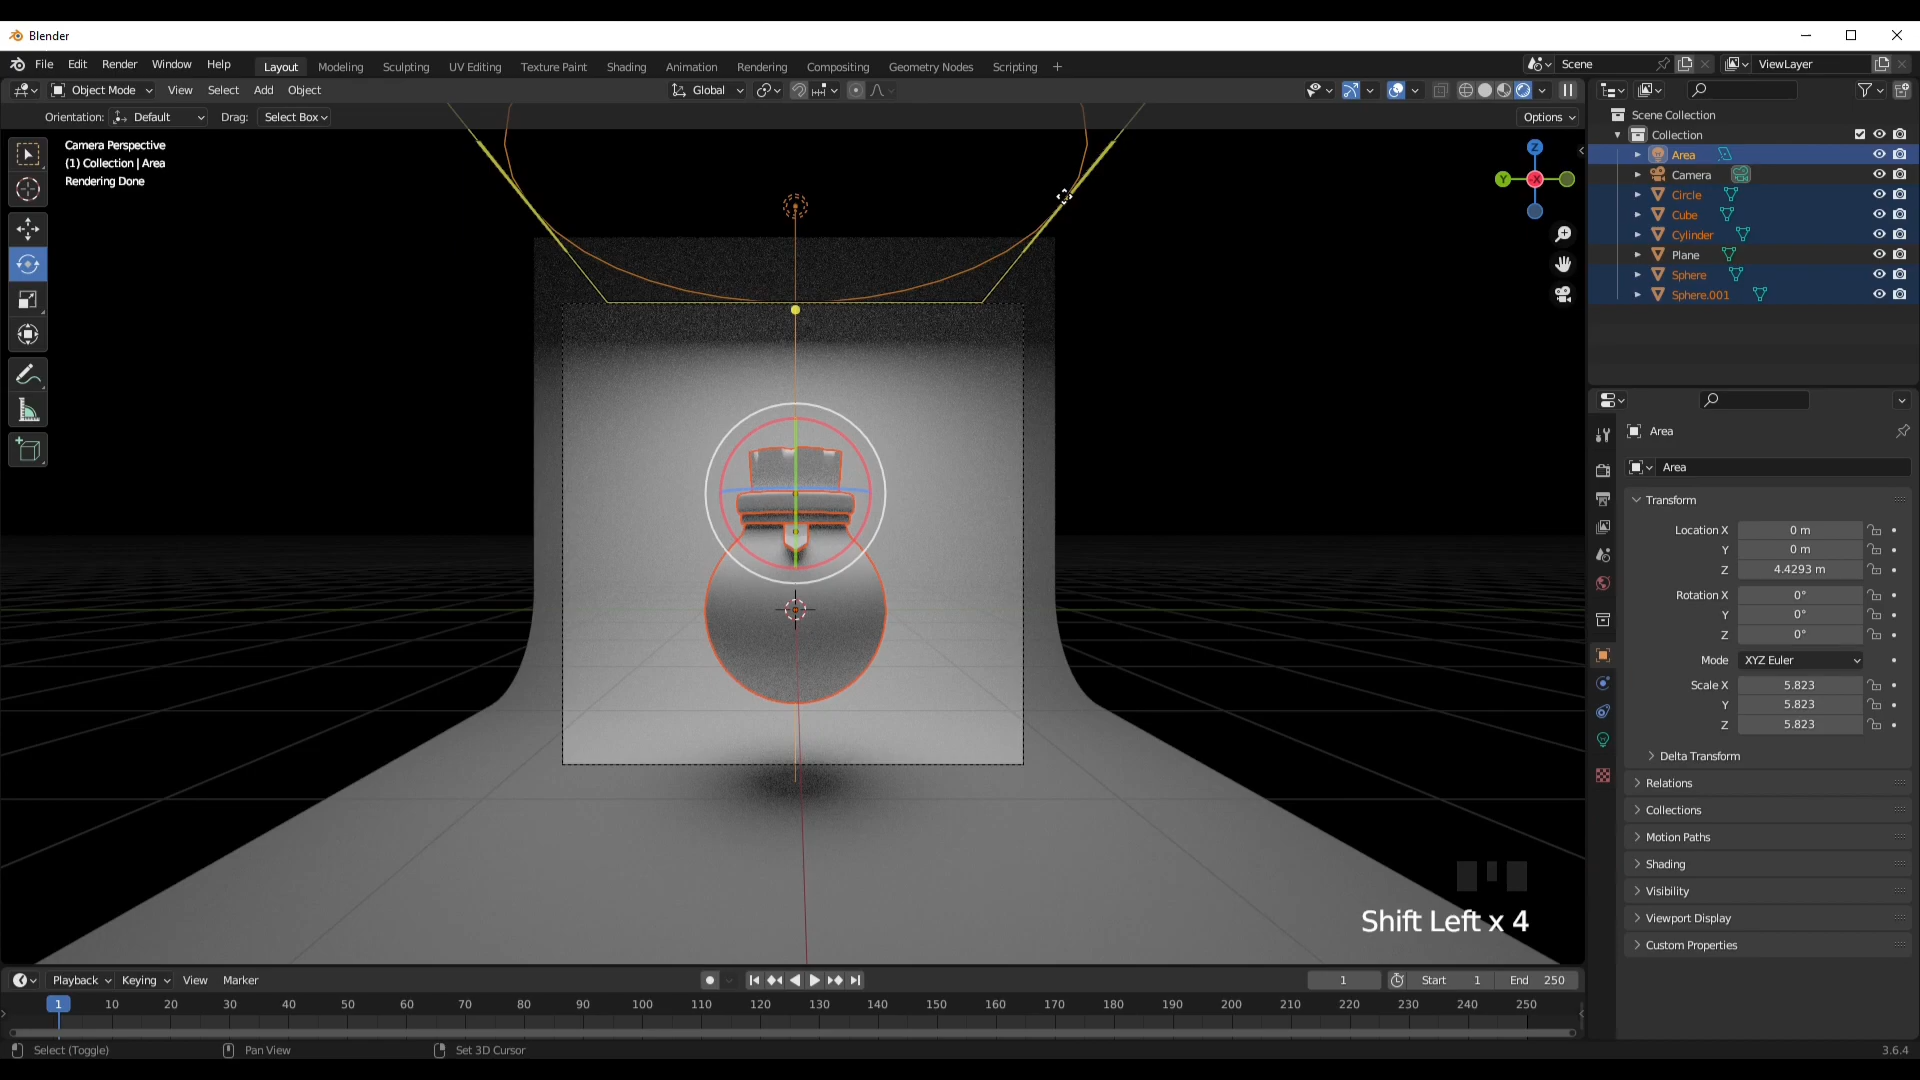 Blender
File Edit Render Window Help Layout Modeling Sculpting UV Editing Texture Paint Shading Animation Rendering Compositing Geometry Nodes Scripting + Scene ViewLayer
Object Mode View Select Add Object Global
Orientation: Default Drag: Select Box Options
Camera Perspective
(1) Collection | Area
Rendering Done
Z
Y
X
Shift Left x 4
Scene Collection
Collection
Area
Camera
Circle
Cube
Cylinder
Plane
Sphere
Sphere.001
Area
Area
Transform
Location X 0 m
Y 0 m
Z 4.4293 m
Rotation X 0°
Y 0°
Z 0°
Mode XYZ Euler
Scale X 5.823
Y 5.823
Z 5.823
Delta Transform
Relations
Collections
Motion Paths
Shading
Visibility
Viewport Display
Custom Properties
Playback Keying View Marker 1 Start 1 End 250
1 10 20 30 40 50 60 70 80 90 100 110 120 130 140 150 160 170 180 190 200 210 220 230 240 250
Select (Toggle) Pan View Set 3D Cursor 3.6.4